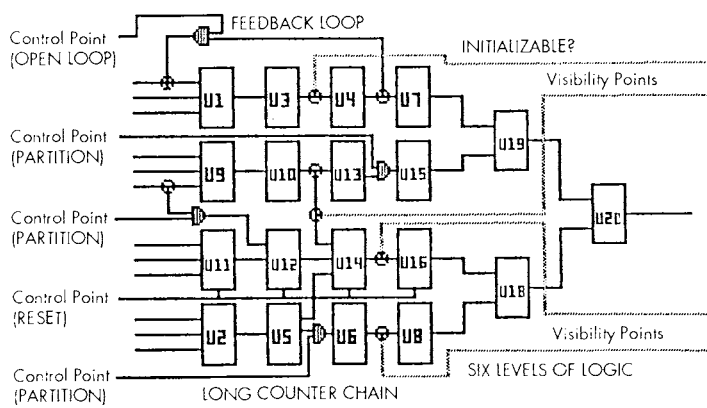 FEEDBACK LOOP
Control Point
(OPEN LOOP)
INITIALIZABLE?
Visibility Points
U1
U3
U4
U7
U19
Control Point
(PARTITION)
U9
U10
U13
U15
U20
Control Point
(PARTITION)
U11
U12
U14
U16
U18
Control Point
(RESET)
U2
U5
U6
U8
Visibility Points
SIX LEVELS OF LOGIC
Control Point
(PARTITION)
LONG COUNTER CHAIN